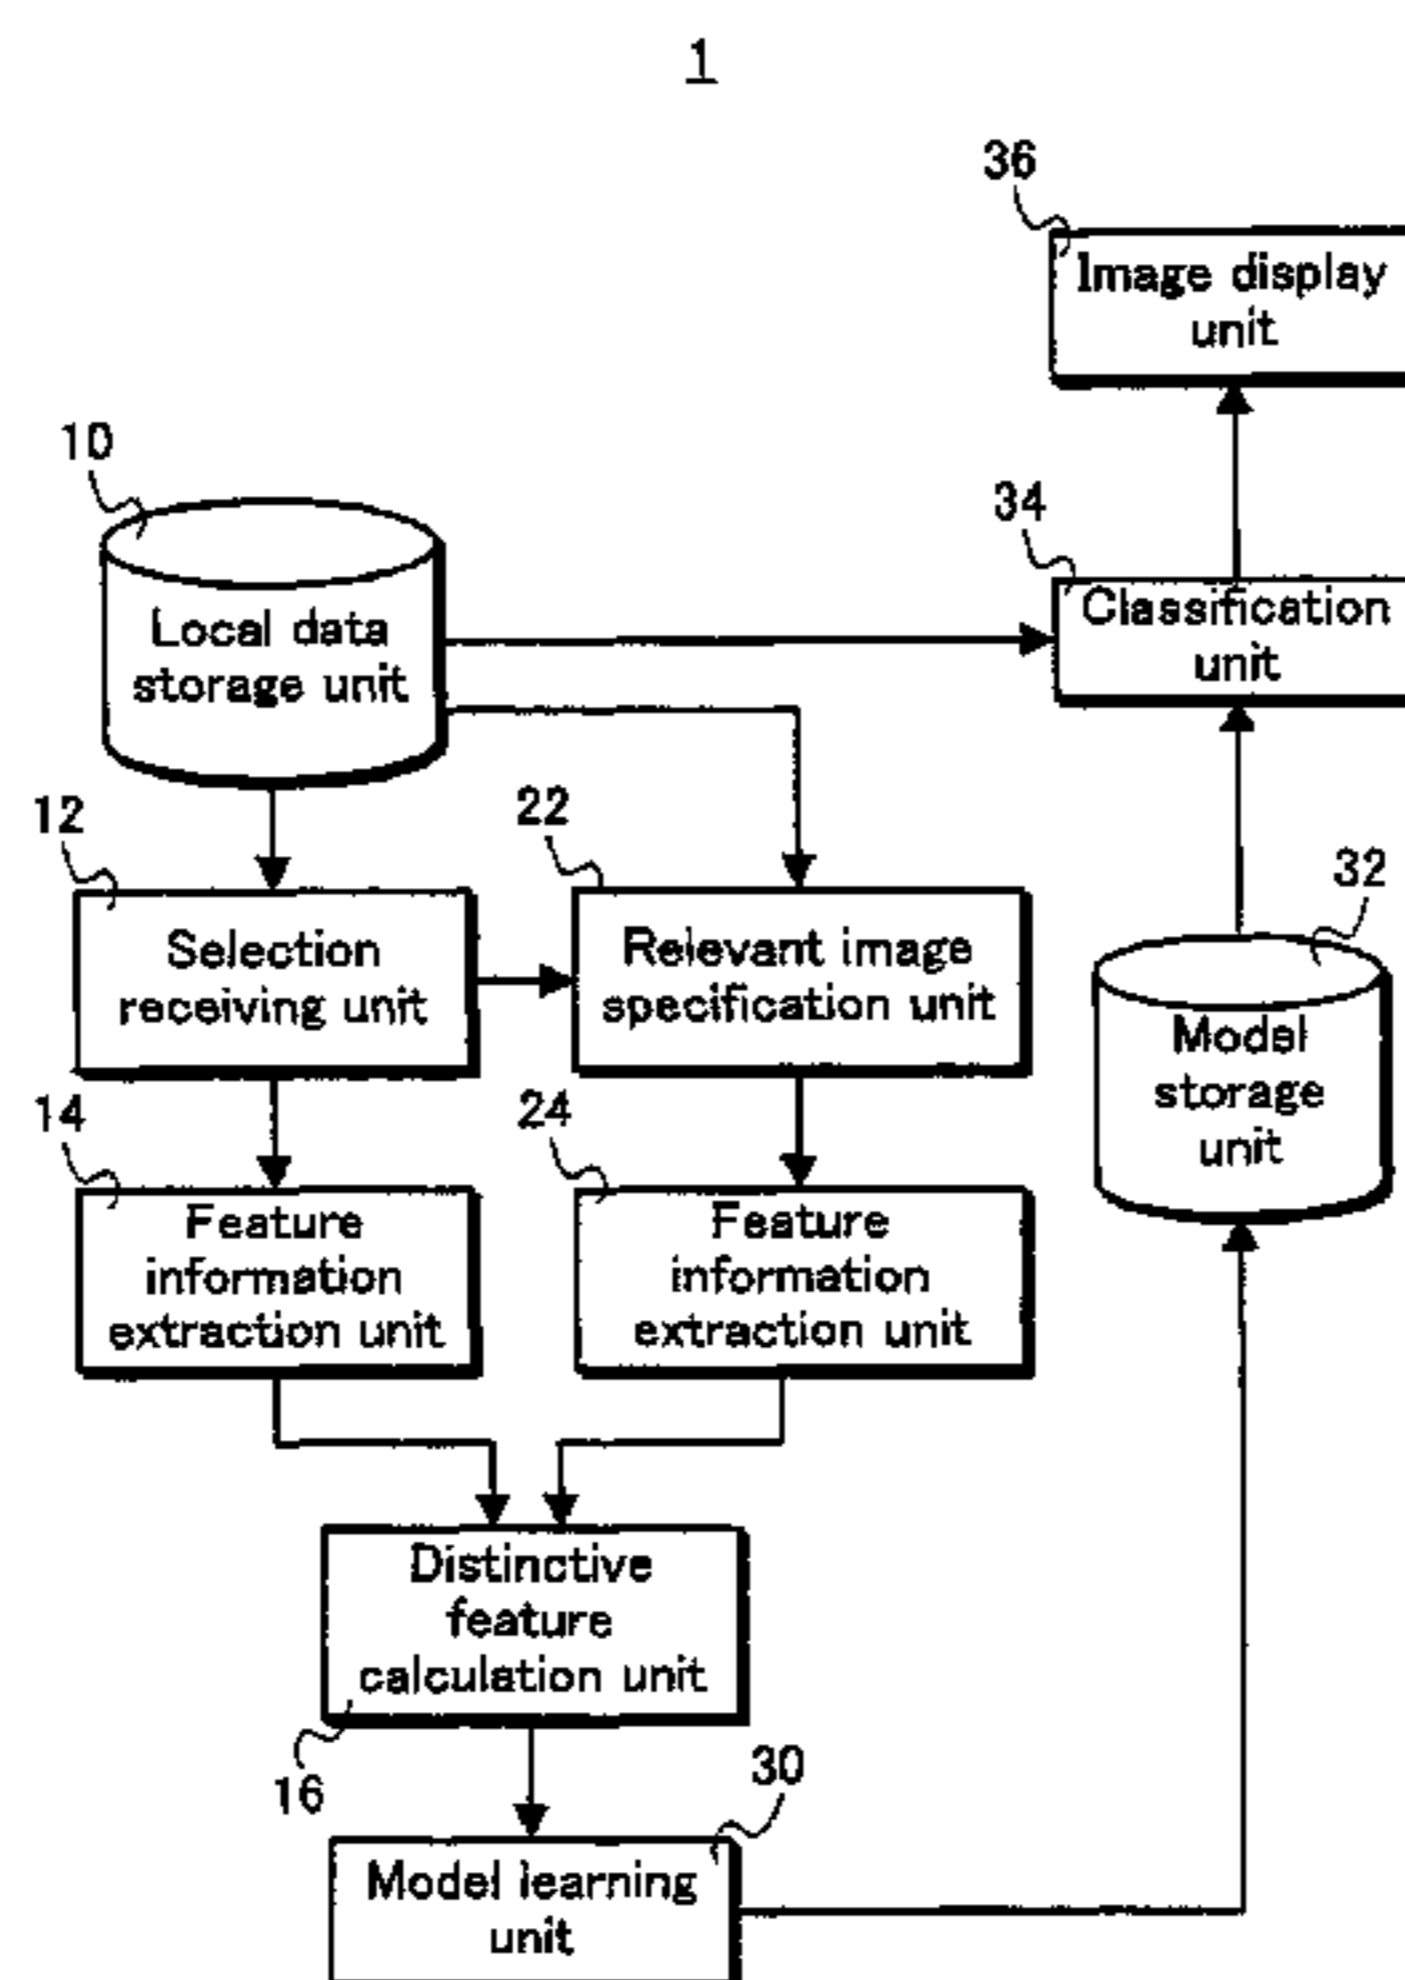 1
36
Image display
unit
10
34
Local data
storage unit
Classification
unit
12
22
32
Selection
receiving unit
Relevant image
specification unit
Model
storage
unit
14
24
Feature
information
extraction unit
Feature
information
extraction unit
Distinctive
feature
calculation unit
16
30
Model learning
unit